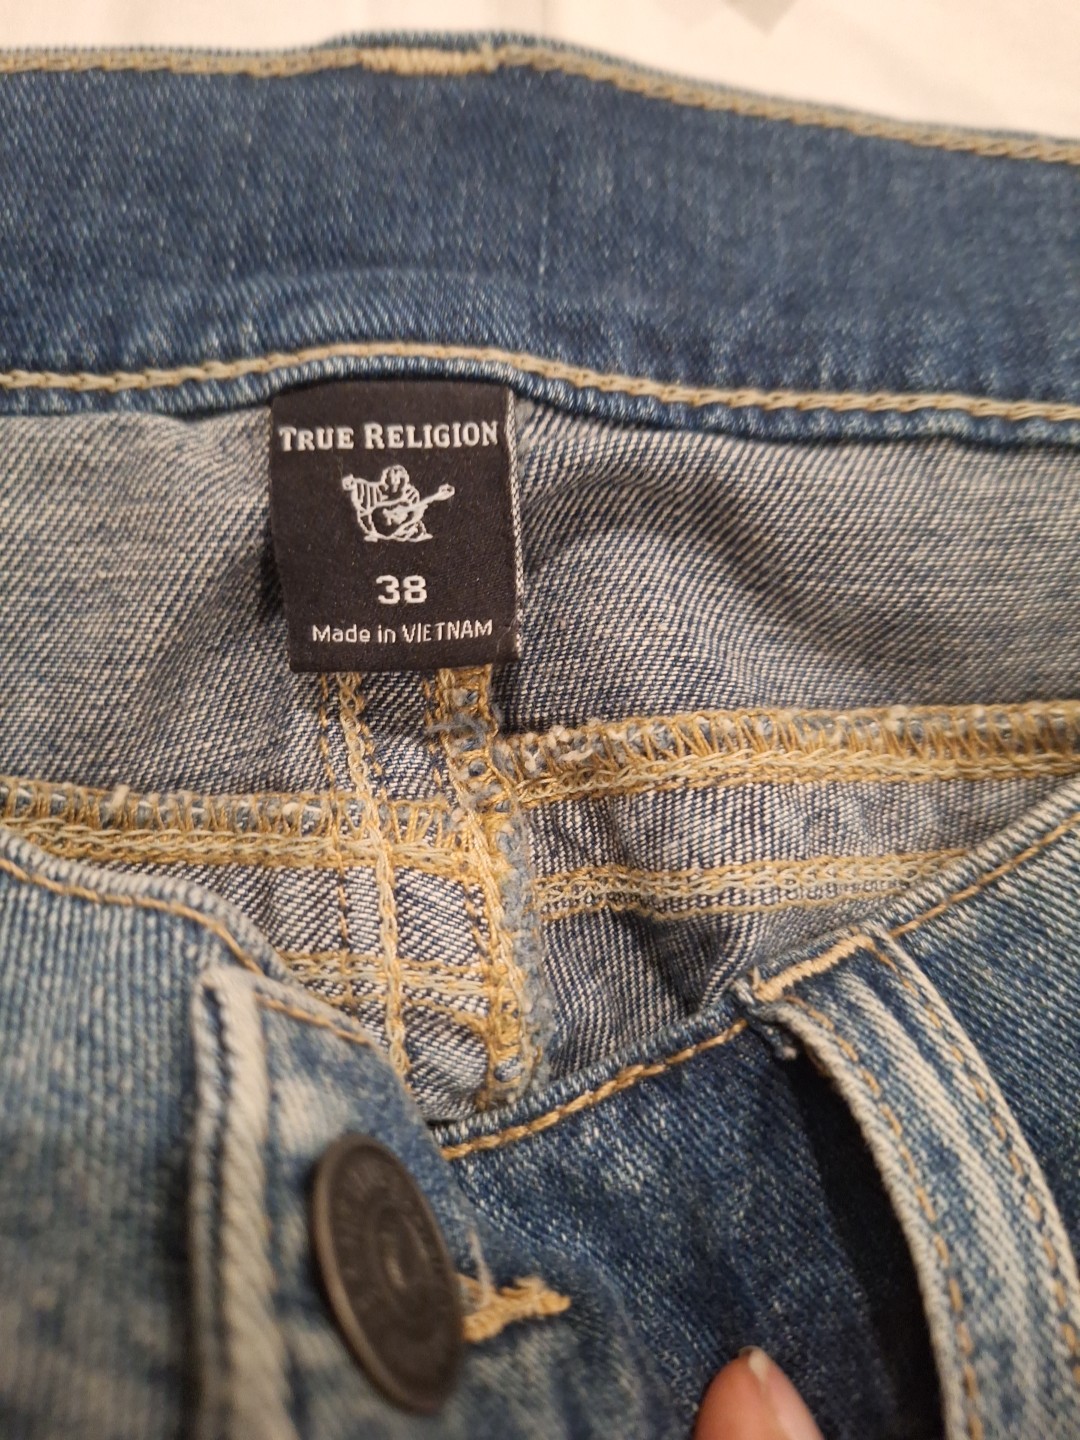 TRUE RELIGION
38
Made in VIETNAM